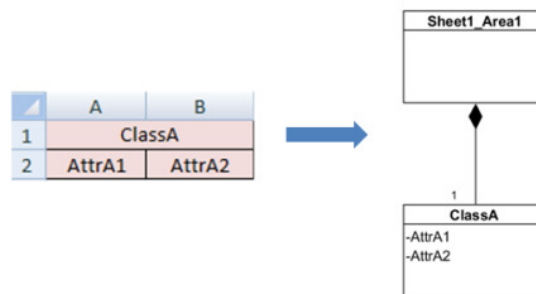 A B
1 ClassA
2 AttrA1 AttrA2
Sheet1_Area1
1
ClassA
-AttrA1
-AttrA2